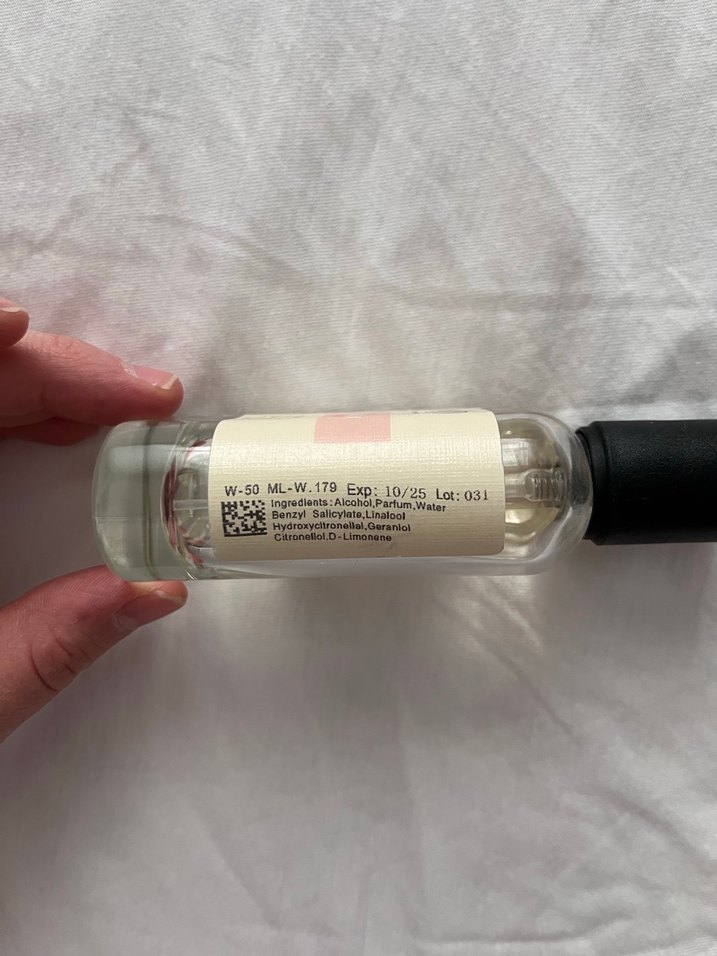 W-50 ML-W.179 Exp: 10/25 Lot: 031
Ingredients:Alcohol,Parfum,Water
Benzyl Salicylate,Linalool
Hydroxycitronellal,Geraniol
Citronellol,D-Limonene